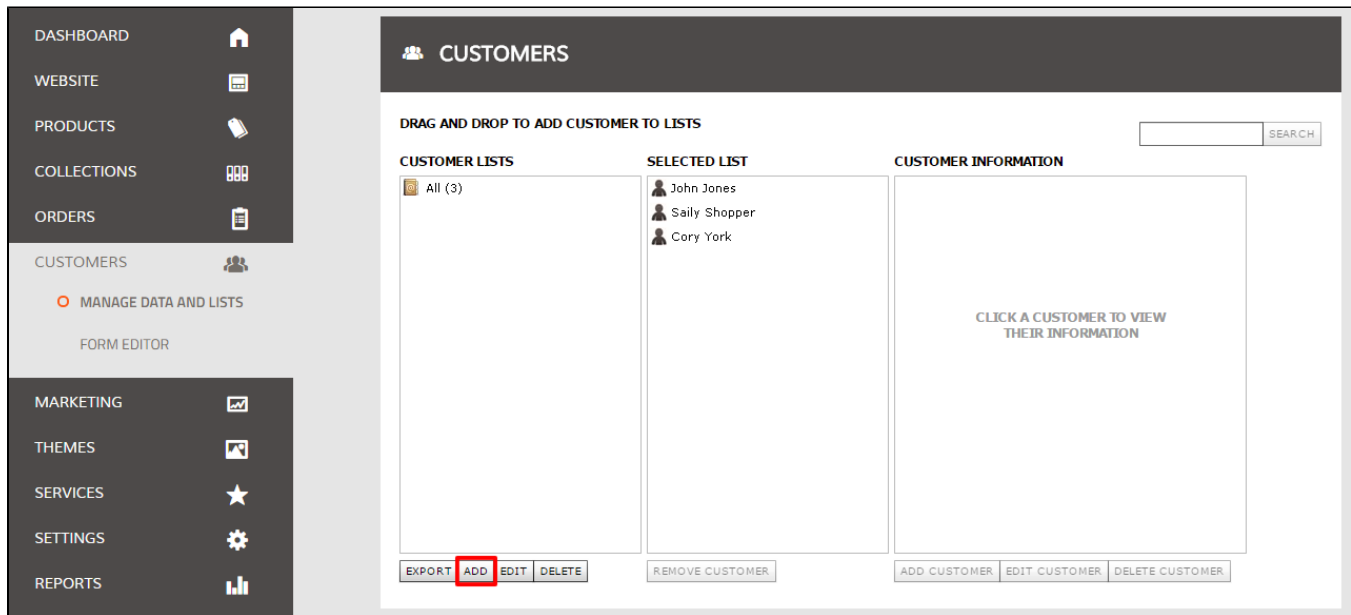 DASHBOARD
WEBSITE
PRODUCTS
COLLECTIONS
ORDERS
CUSTOMERS
MANAGE DATA AND LISTS
FORM EDITOR
MARKETING
THEMES
SERVICES
SETTINGS
REPORTS
CUSTOMERS
DRAG AND DROP TO ADD CUSTOMER TO LISTS
SEARCH
CUSTOMER LISTS
All (3)
EXPORT ADD EDIT DELETE
SELECTED LIST
John Jones
Saily Shopper
Cory York
REMOVE CUSTOMER
CUSTOMER INFORMATION
CLICK A CUSTOMER TO VIEW
THEIR INFORMATION
ADD CUSTOMER EDIT CUSTOMER DELETE CUSTOMER